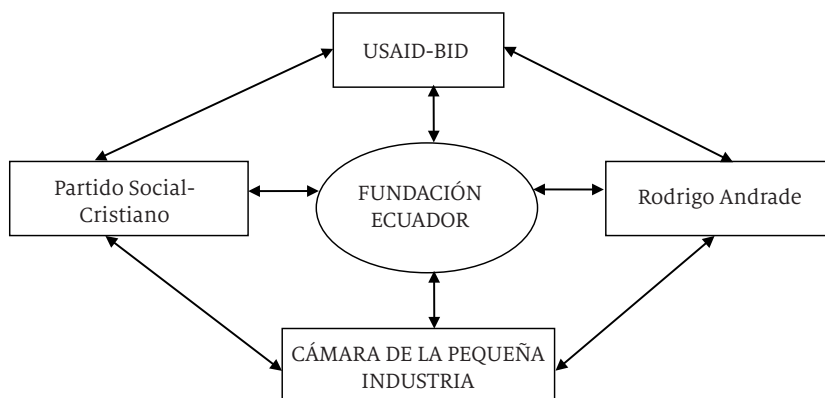 USAID-BID
Partido Social-
Cristiano
FUNDACIÓN
ECUADOR
Rodrigo Andrade
CÁMARA DE LA PEQUEÑA
INDUSTRIA